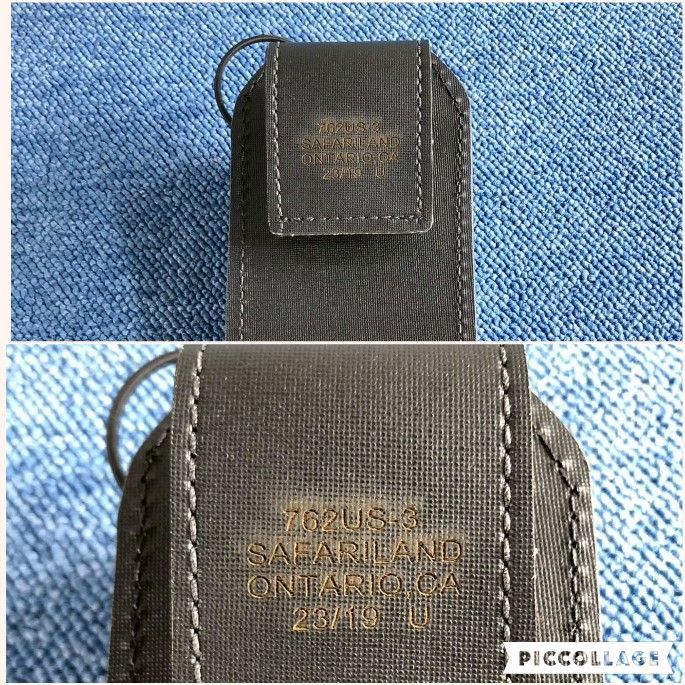 762US-3
SAFARILAND
ONTARIO,CA
23/19 U
762US-3
SAFARILAND
ONTARIO,CA
23/19 U
PICCOLLAGE